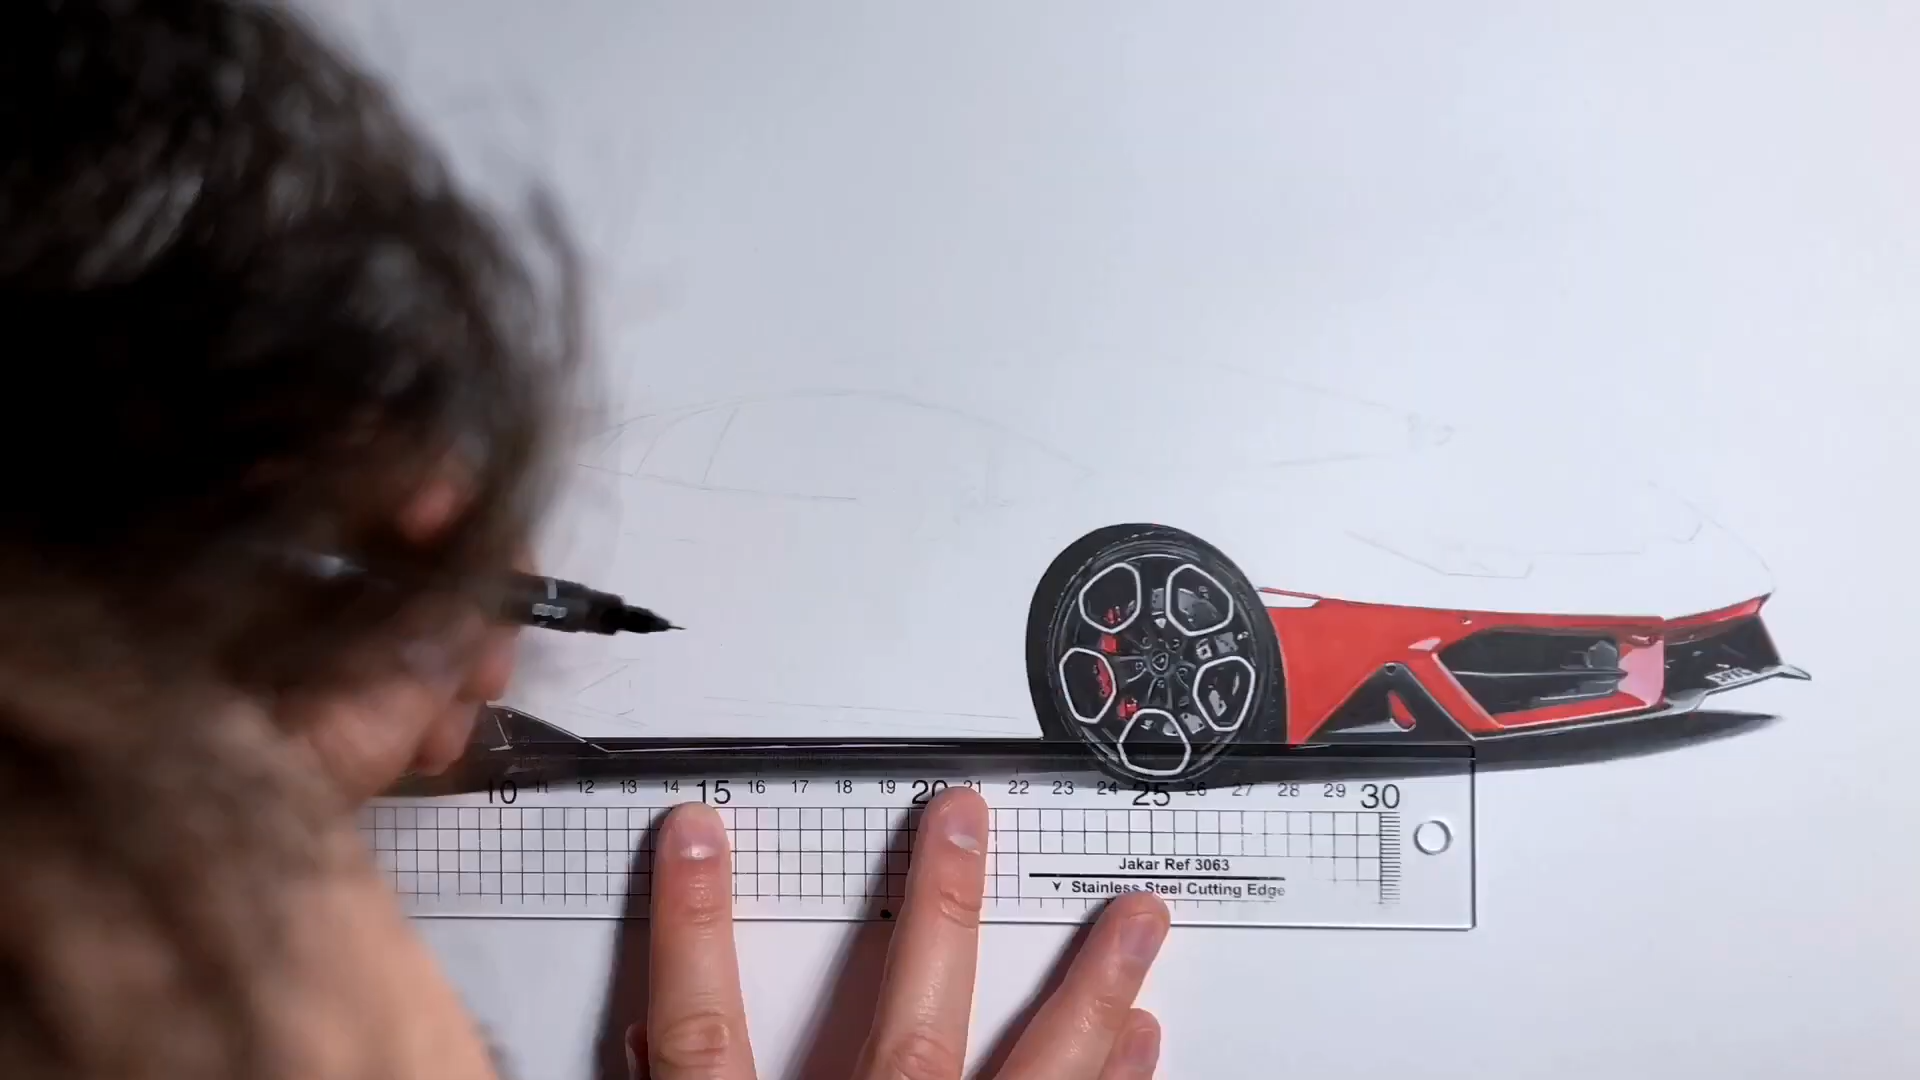 10 11 12 13 14 15 16 17 18 19 20 21 22 23 24 25 26 27 28 29 30
Jakar Ref 3063
Stainless Steel Cutting Edge